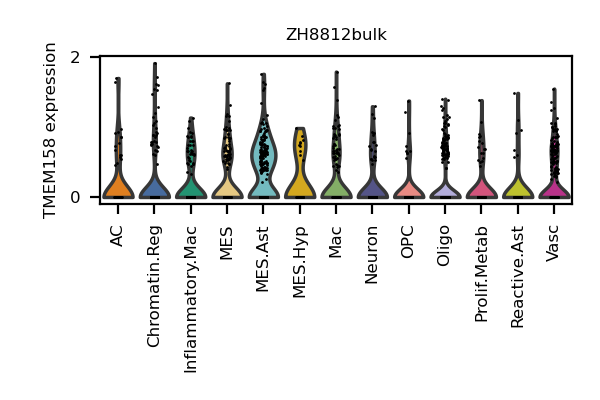 ZH8812bulk
TMEM158 expression
2
0
AC
Chromatin.Reg
Inflammatory.Mac
MES
MES.Ast
MES.Hyp
Mac
Neuron
OPC
Oligo
Prolif.Metab
Reactive.Ast
Vasc